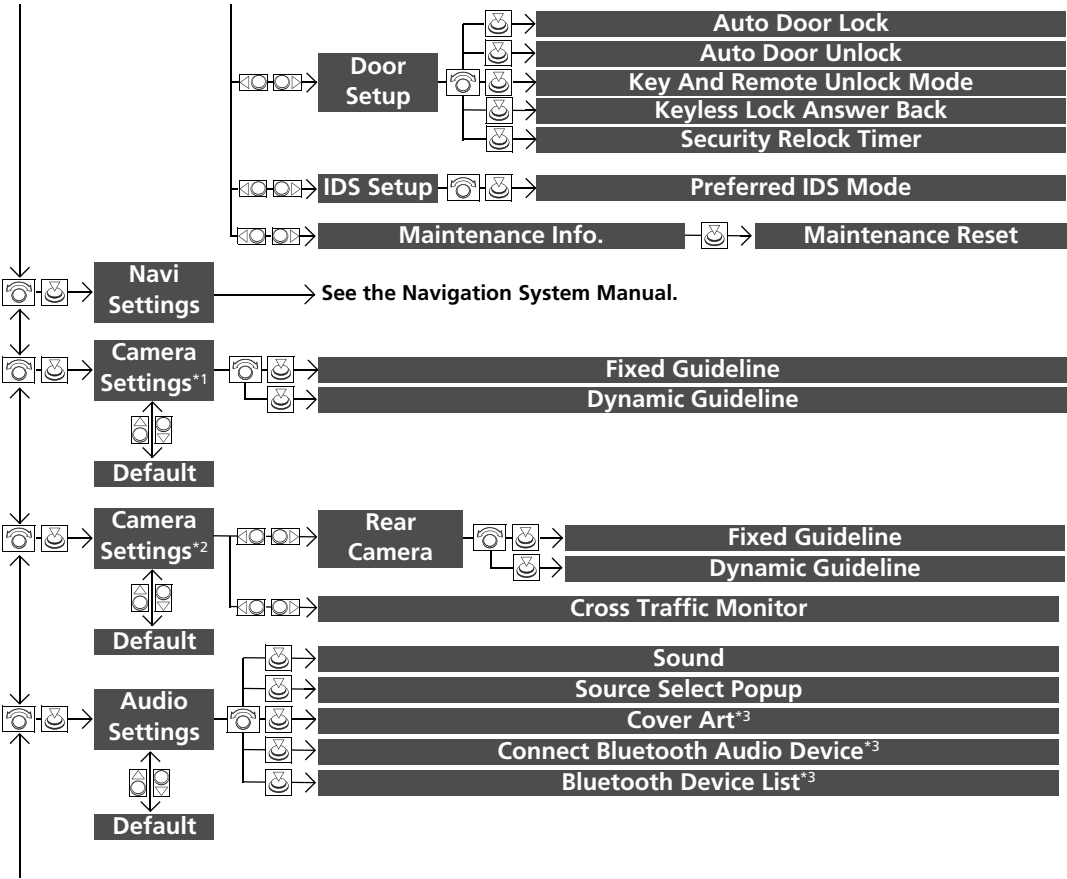 Door
Setup
Auto Door Lock
Auto Door Unlock
Key And Remote Unlock Mode
Keyless Lock Answer Back
Security Relock Timer
IDS Setup
Preferred IDS Mode
Maintenance Info.
Maintenance Reset
Navi
Settings
See the Navigation System Manual.
Camera
Settings*1
Fixed Guideline
Dynamic Guideline
Default
Camera
Settings*2
Rear
Camera
Fixed Guideline
Dynamic Guideline
Cross Traffic Monitor
Default
Audio
Settings
Sound
Source Select Popup
Cover Art*3
Connect Bluetooth Audio Device*3
Bluetooth Device List*3
Default